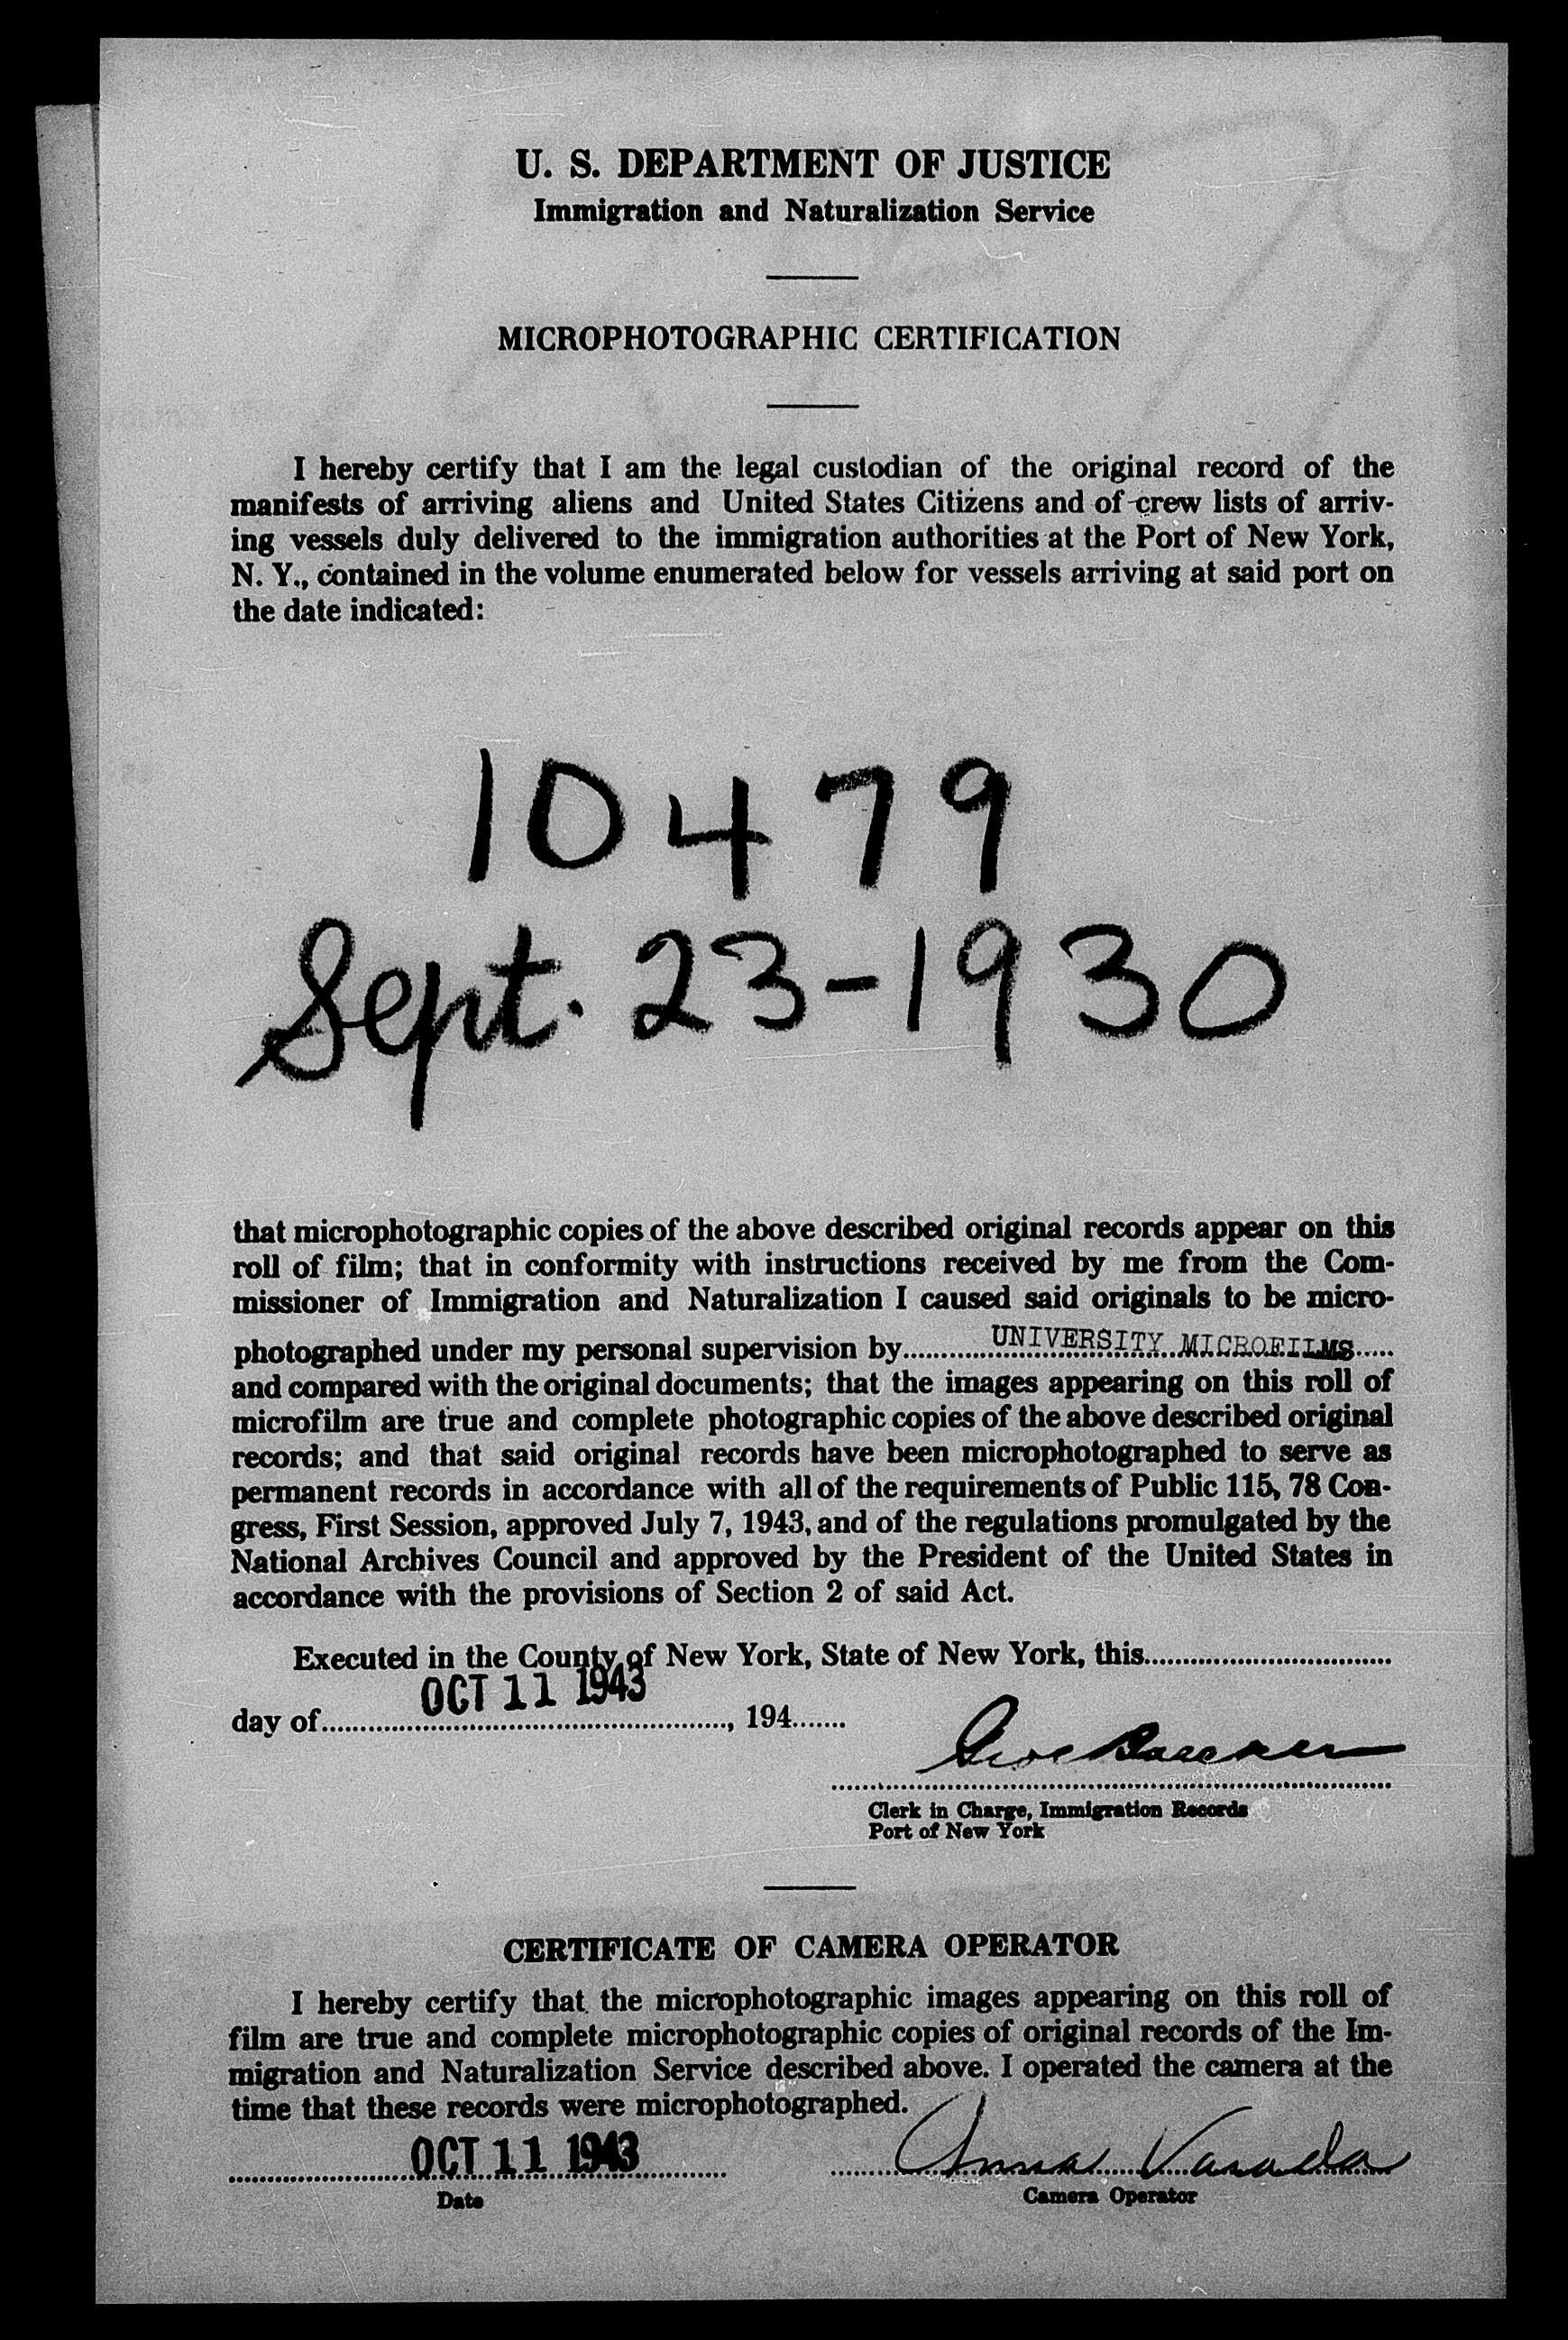 U. S. DEPARTMENT OF JUSTICE
Immigration and Naturalization Service
MICROPHOTOGRAPHIC CERTIFICATION
I hereby certify that I am the legal custodian of the original record of the
manifests of arriving aliens and United States Citizens and of crew lists of arriv-
ing vessels duly delivered to the immigration authorities at the Port of New York,
N. Y., contained in the volume enumerated below for vessels arriving at said port on
the date indicated:
10479
Sept. 23-1930
that microphotographic copies of the above described original records appear on this
roll of film; that in conformity with instructions received by me from the Com-
missioner of Immigration and Naturalization I caused said originals to be micro-
photographed under my personal supervision by UNIVERSITY MICROFILMS
and compared with the original documents; that the images appearing on this roll of
microfilm are true and complete photographic copies of the above described original
records; and that said original records have been microphotographed to serve as
permanent records in accordance with all of the requirements of Public 115, 78 Con-
gress, First Session, approved July 7, 1943, and of the regulations promulgated by the
National Archives Council and approved by the President of the United States in
accordance with the provisions of Section 2 of said Act.
Executed in the County of New York, State of New York, this
OCT 11 1943
day of , 194
Clerk in Charge, Immigration Records
Port of New York
CERTIFICATE OF CAMERA OPERATOR
I hereby certify that the microphotographic images appearing on this roll of
film are true and complete microphotographic copies of original records of the Im-
migration and Naturalization Service described above. I operated the camera at the
time that these records were microphotographed.
OCT 11 1943 Anna
Date Camera Operator